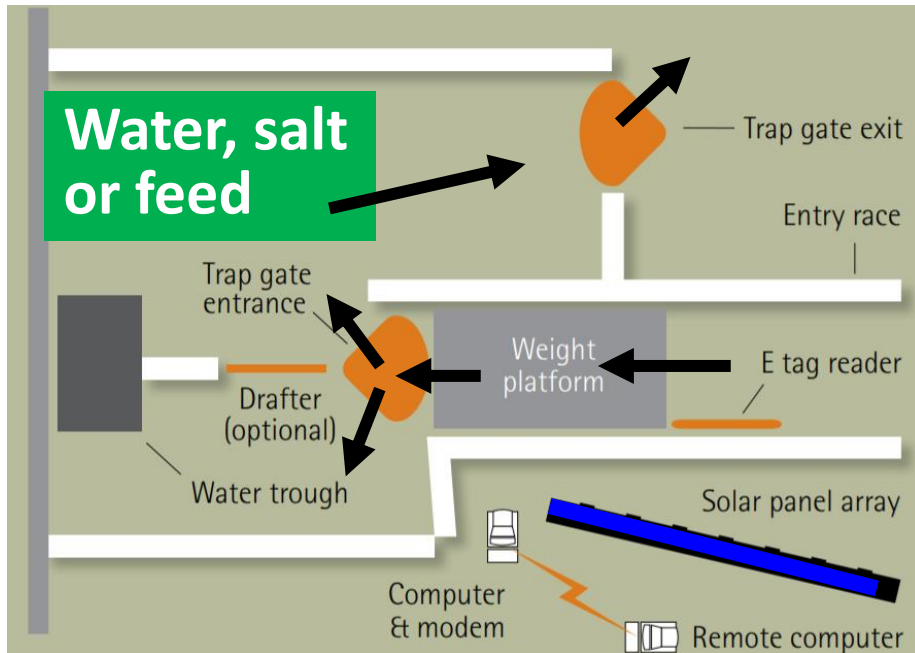 Water, salt
or feed
Trap gate exit
Entry race
Trap gate
entrance
Weight
platform
E tag reader
Drafter
(optional)
Water trough
Solar panel array
Computer
& modem
Remote computer